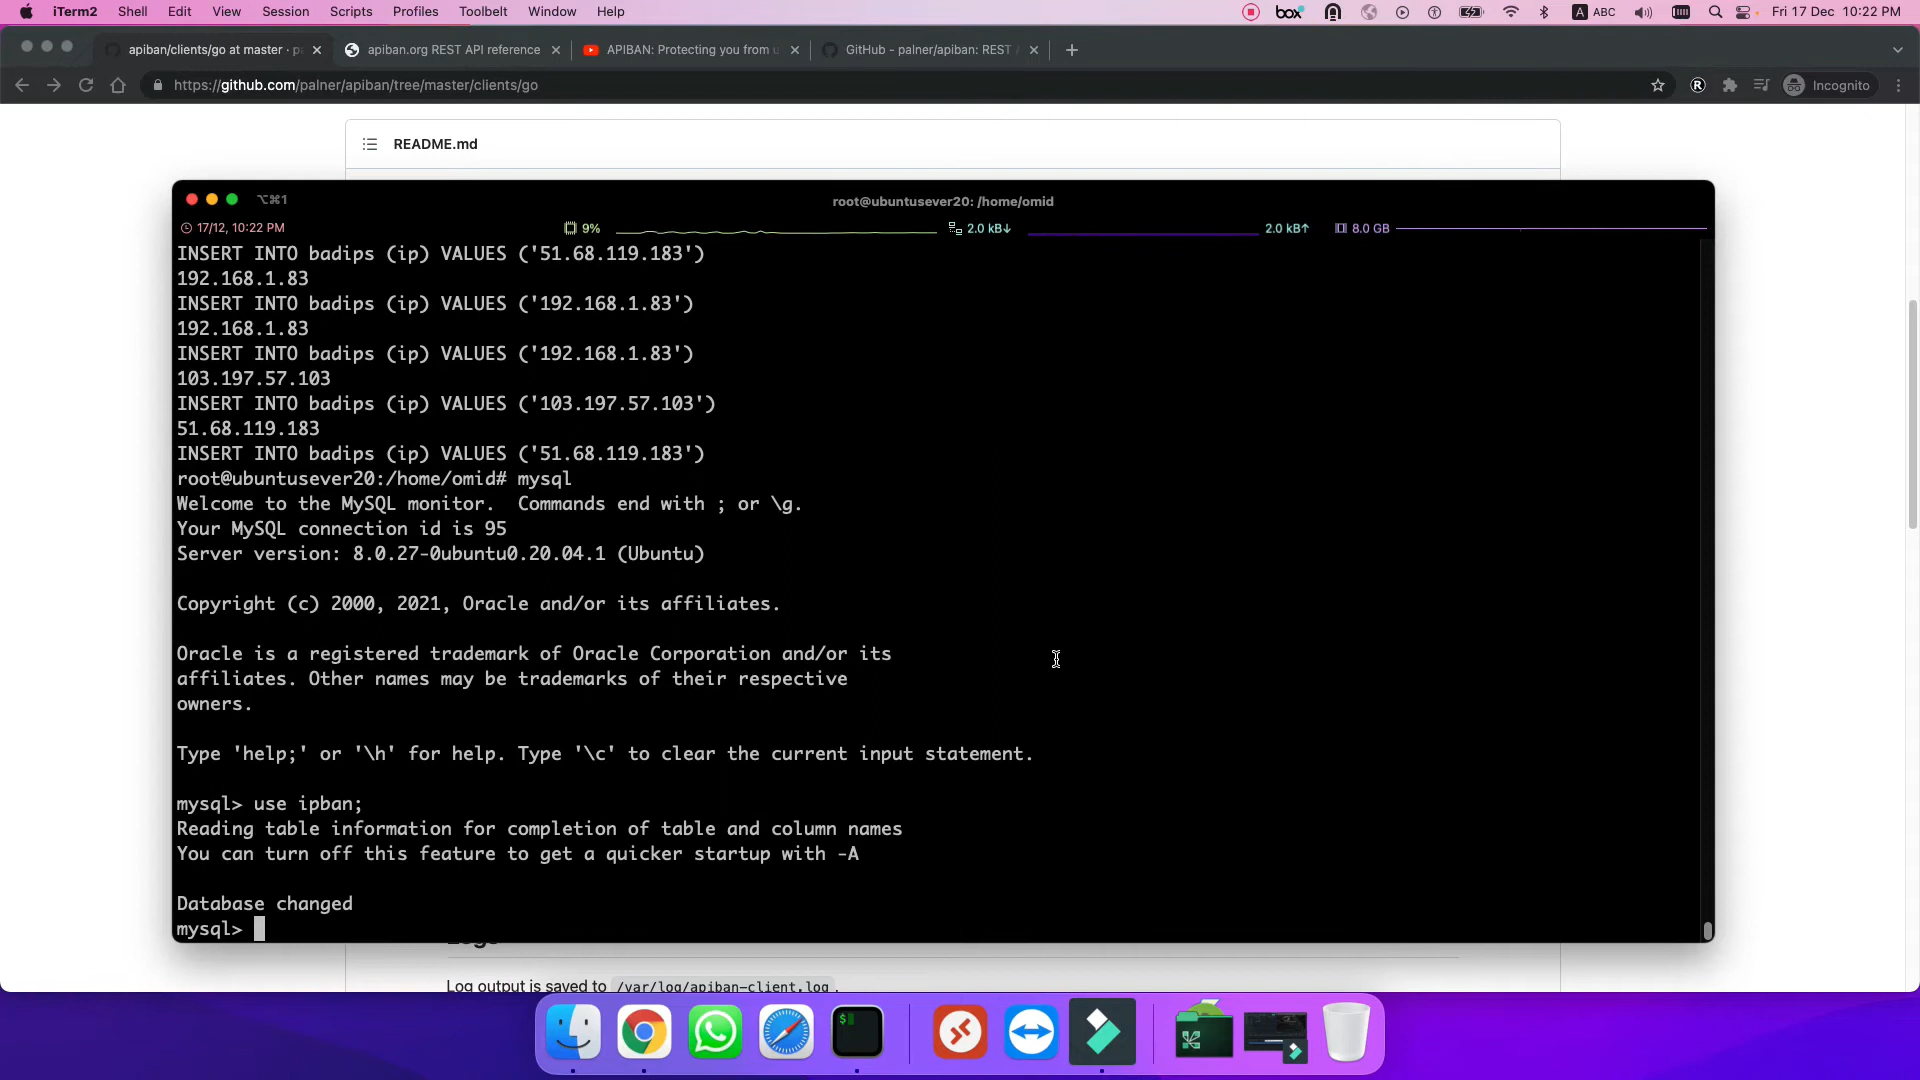 iTerm2 Shell Edit View Session Scripts Profiles Toolbelt Window Help
box A ABC Fri 17 Dec 10:22 PM
apiban/clients/go at master · pa
apiban.org REST API reference
APIBAN: Protecting you from u
GitHub - palner/apiban: REST
https://github.com/palner/apiban/tree/master/clients/go
Incognito
README.md
⌥⌘1
root@ubuntusever20: /home/omid
17/12, 10:22 PM 9% 2.0 kB↓ 2.0 kB↑ 8.0 GB
INSERT INTO badips (ip) VALUES ('51.68.119.183')
192.168.1.83
INSERT INTO badips (ip) VALUES ('192.168.1.83')
192.168.1.83
INSERT INTO badips (ip) VALUES ('192.168.1.83')
103.197.57.103
INSERT INTO badips (ip) VALUES ('103.197.57.103')
51.68.119.183
INSERT INTO badips (ip) VALUES ('51.68.119.183')
root@ubuntusever20:/home/omid# mysql
Welcome to the MySQL monitor.  Commands end with ; or \g.
Your MySQL connection id is 95
Server version: 8.0.27-0ubuntu0.20.04.1 (Ubuntu)
Copyright (c) 2000, 2021, Oracle and/or its affiliates.
Oracle is a registered trademark of Oracle Corporation and/or its
affiliates. Other names may be trademarks of their respective
owners.
Type 'help;' or '\h' for help. Type '\c' to clear the current input statement.
mysql> use ipban;
Reading table information for completion of table and column names
You can turn off this feature to get a quicker startup with -A
Database changed
mysql>
Log output is saved to /var/log/apiban-client.log.